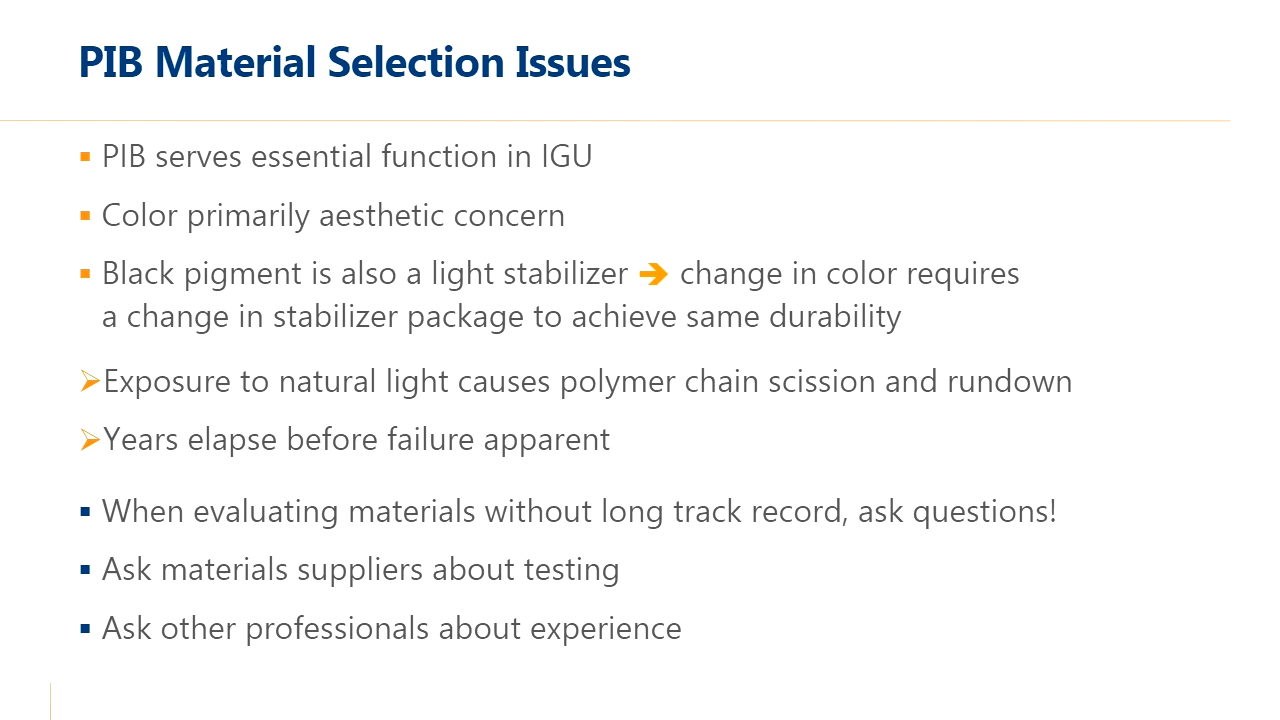 PIB Material Selection Issues
PIB serves essential function in IGU
Color primarily aesthetic concern
Black pigment is also a light stabilizer ➔ change in color requires
a change in stabilizer package to achieve same durability
Exposure to natural light causes polymer chain scission and rundown
Years elapse before failure apparent
When evaluating materials without long track record, ask questions!
Ask materials suppliers about testing
Ask other professionals about experience